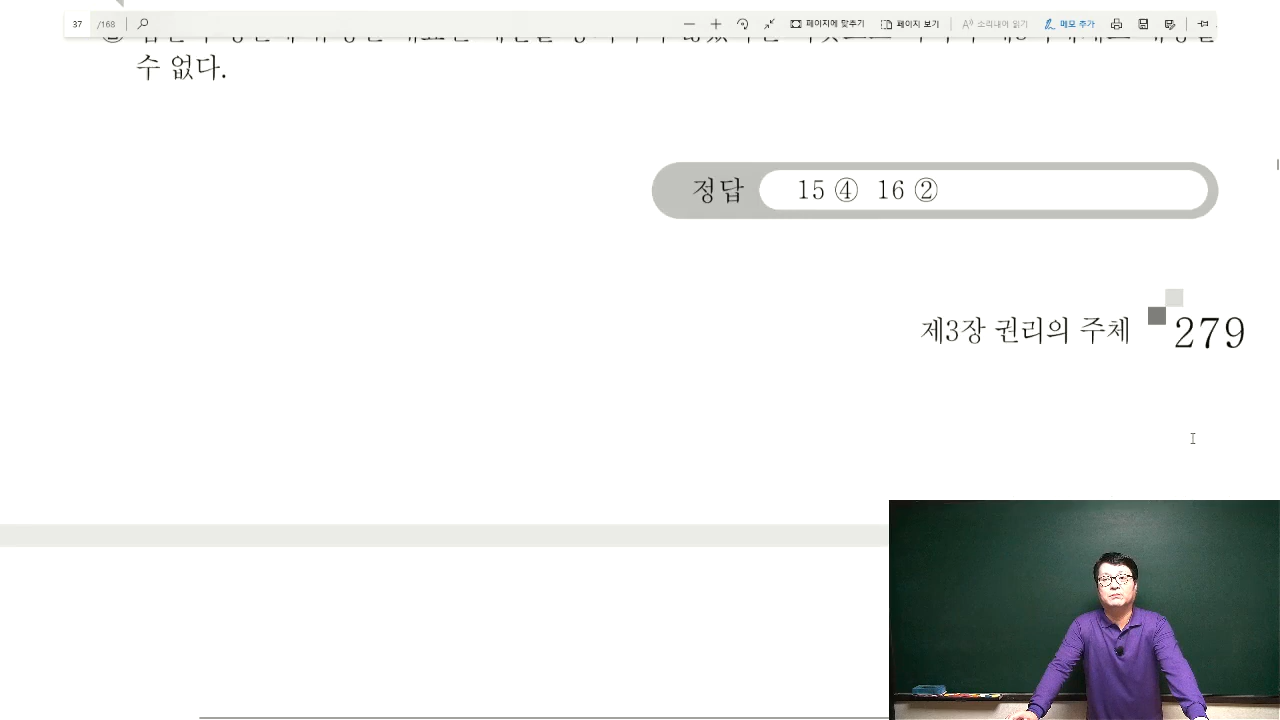 37 /168 페이지에 맞추기 페이지 보기 소리내어 읽기 메모 추가
수 없다.
정답 15 ④ 16 ②
제3장 권리의 주체 279